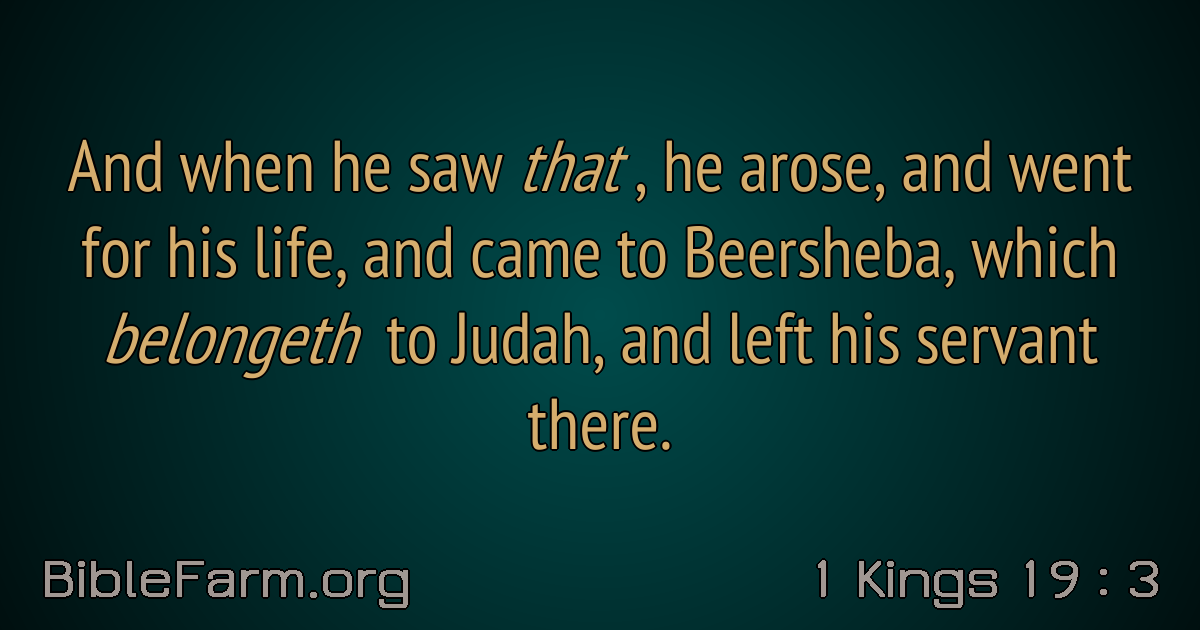 And when he saw that , he arose, and went
for his life, and came to Beersheba, which
belongeth to Judah, and left his servant
there.
BibleFarm.org
1 Kings 19 : 3